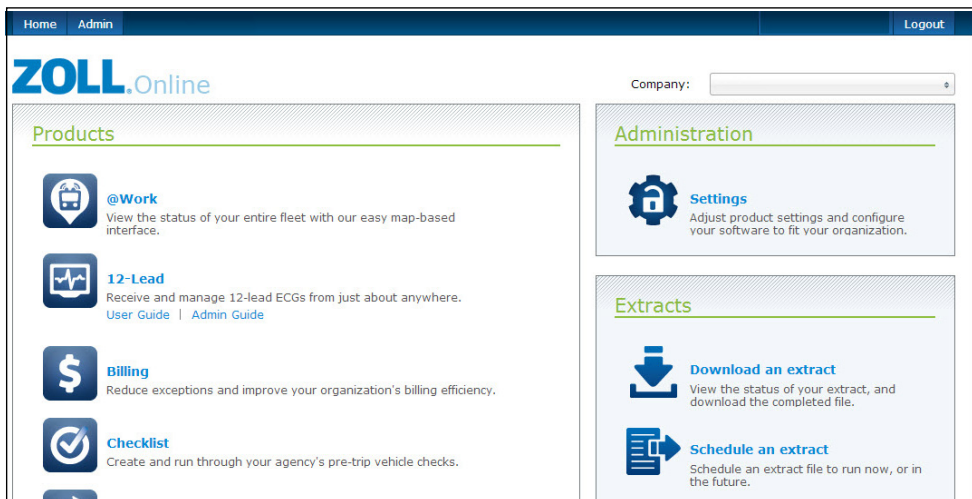 Home Admin Logout
ZOLL.Online
Company:
Products
@Work
View the status of your entire fleet with our easy map-based
interface.
12-Lead
Receive and manage 12-lead ECGs from just about anywhere.
User Guide | Admin Guide
Billing
Reduce exceptions and improve your organization's billing efficiency.
Checklist
Create and run through your agency's pre-trip vehicle checks.
Administration
Settings
Adjust product settings and configure
your software to fit your organization.
Extracts
Download an extract
View the status of your extract, and
download the completed file.
Schedule an extract
Schedule an extract file to run now, or in
the future.